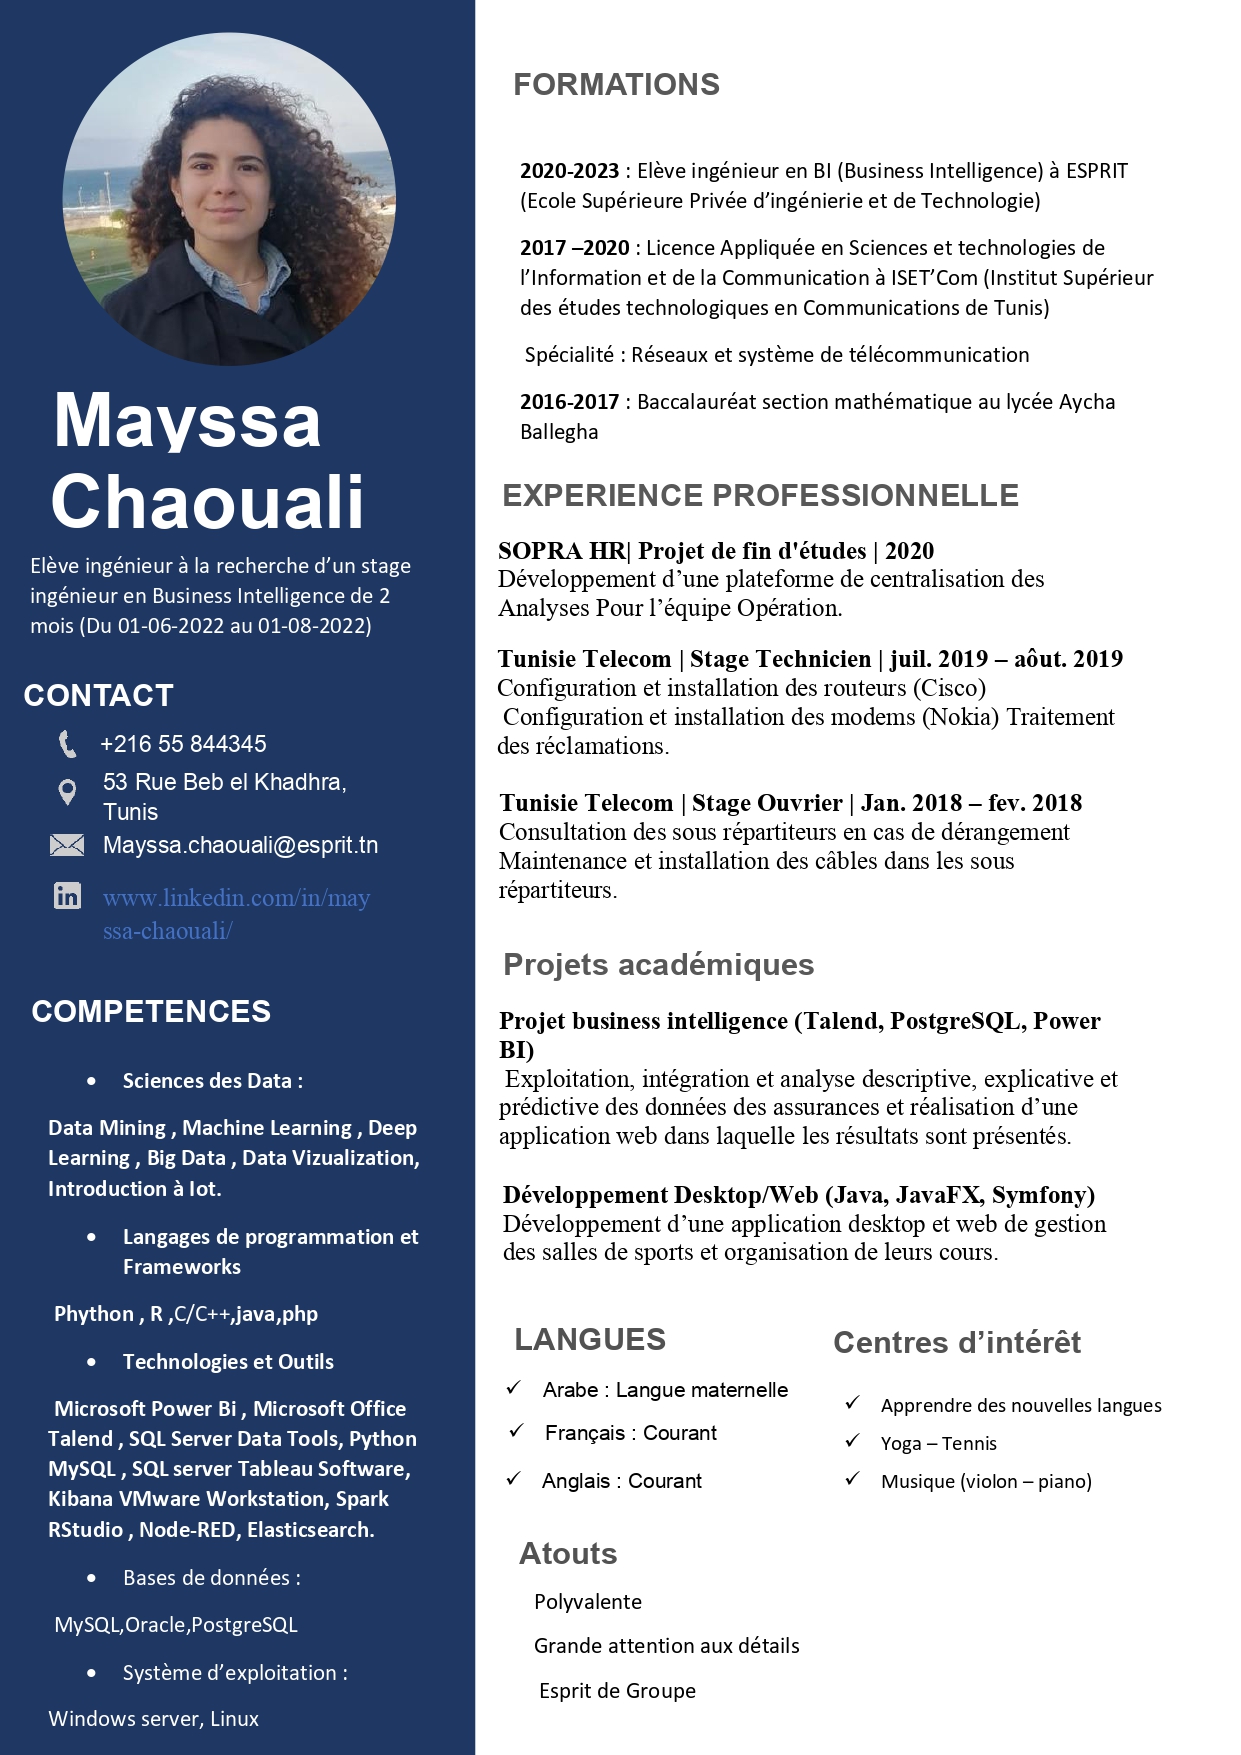 Mayssa
Chaouali
Elève ingénieur à la recherche d’un stage
ingénieur en Business Intelligence de 2
mois (Du 01-06-2022 au 01-08-2022)
CONTACT
+216 55 844345
53 Rue Beb el Khadhra,
Tunis
Mayssa.chaouali@esprit.tn
in
www.linkedin.com/in/may
ssa-chaouali/
COMPETENCES
• Sciences des Data :
Data Mining , Machine Learning , Deep
Learning , Big Data , Data Vizualization,
Introduction à Iot.
• Langages de programmation et
Frameworks
Phython , R ,C/C++,java,php
• Technologies et Outils
Microsoft Power Bi , Microsoft Office
Talend , SQL Server Data Tools, Python
MySQL , SQL server Tableau Software,
Kibana VMware Workstation, Spark
RStudio , Node-RED, Elasticsearch.
• Bases de données :
MySQL,Oracle,PostgreSQL
• Système d’exploitation :
Windows server, Linux
FORMATIONS
2020-2023 : Elève ingénieur en BI (Business Intelligence) à ESPRIT
(Ecole Supérieure Privée d’ingénierie et de Technologie)
2017 –2020 : Licence Appliquée en Sciences et technologies de
l’Information et de la Communication à ISET’Com (Institut Supérieur
des études technologiques en Communications de Tunis)
Spécialité : Réseaux et système de télécommunication
2016-2017 : Baccalauréat section mathématique au lycée Aycha
Ballegha
EXPERIENCE PROFESSIONNELLE
SOPRA HR| Projet de fin d'études | 2020
Développement d’une plateforme de centralisation des
Analyses Pour l’équipe Opération.
Tunisie Telecom | Stage Technicien | juil. 2019 – aôut. 2019
Configuration et installation des routeurs (Cisco)
Configuration et installation des modems (Nokia) Traitement
des réclamations.
Tunisie Telecom | Stage Ouvrier | Jan. 2018 – fev. 2018
Consultation des sous répartiteurs en cas de dérangement
Maintenance et installation des câbles dans les sous
répartiteurs.
Projets académiques
Projet business intelligence (Talend, PostgreSQL, Power
BI)
Exploitation, intégration et analyse descriptive, explicative et
prédictive des données des assurances et réalisation d’une
application web dans laquelle les résultats sont présentés.
Développement Desktop/Web (Java, JavaFX, Symfony)
Développement d’une application desktop et web de gestion
des salles de sports et organisation de leurs cours.
LANGUES
✓ Arabe : Langue maternelle
✓ Français : Courant
✓ Anglais : Courant
Centres d’intérêt
✓ Apprendre des nouvelles langues
✓ Yoga – Tennis
✓ Musique (violon – piano)
Atouts
Polyvalente
Grande attention aux détails
Esprit de Groupe